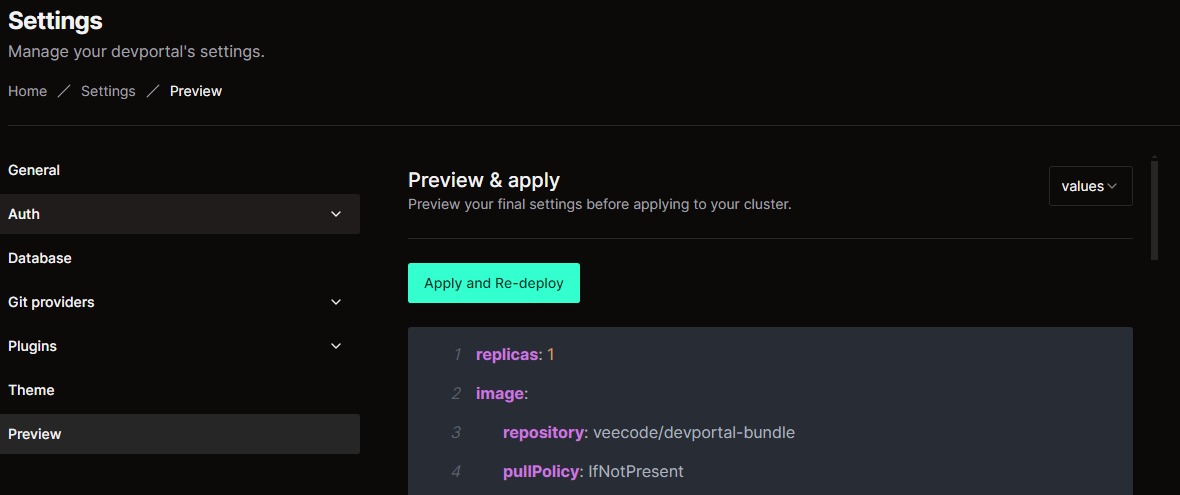 Settings
Manage your devportal's settings.
Home / Settings / Preview
General
Auth
Database
Git providers
Plugins
Theme
Preview
Preview & apply
Preview your final settings before applying to your cluster.
values
Apply and Re-deploy
1 replicas: 1
2 image:
3 repository: veecode/devportal-bundle
4 pullPolicy: IfNotPresent